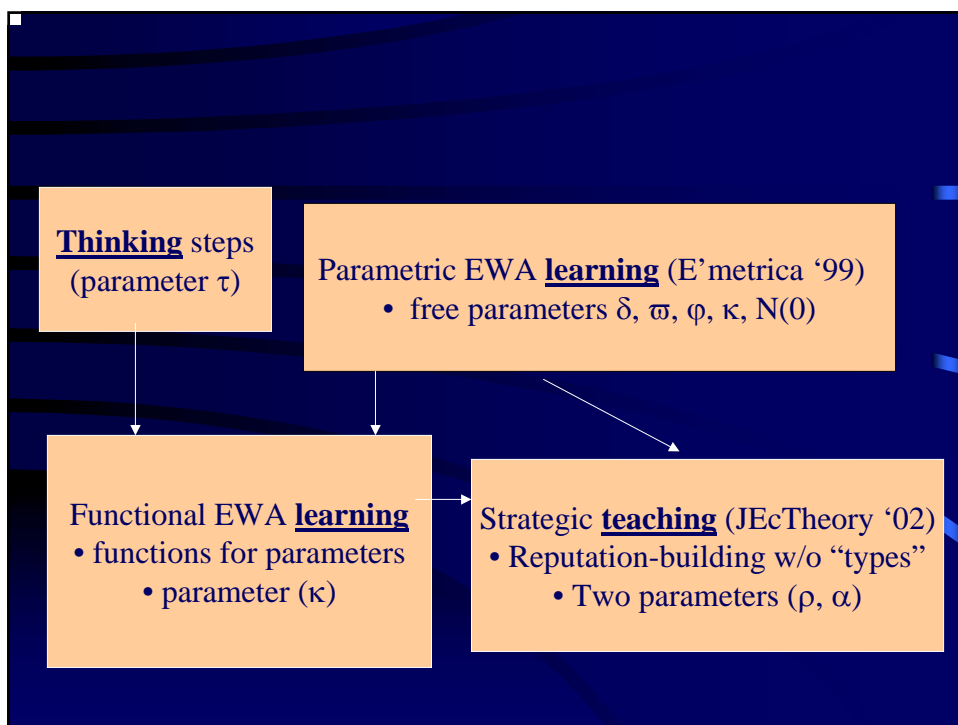 Thinking steps
(parameter τ)
Parametric EWA learning (E’metrica ‘99)
• free parameters δ, ϖ, φ, κ, N(0)
Functional EWA learning
• functions for parameters
• parameter (κ)
Strategic teaching (JEcTheory ‘02)
• Reputation-building w/o “types”
• Two parameters (ρ, α)